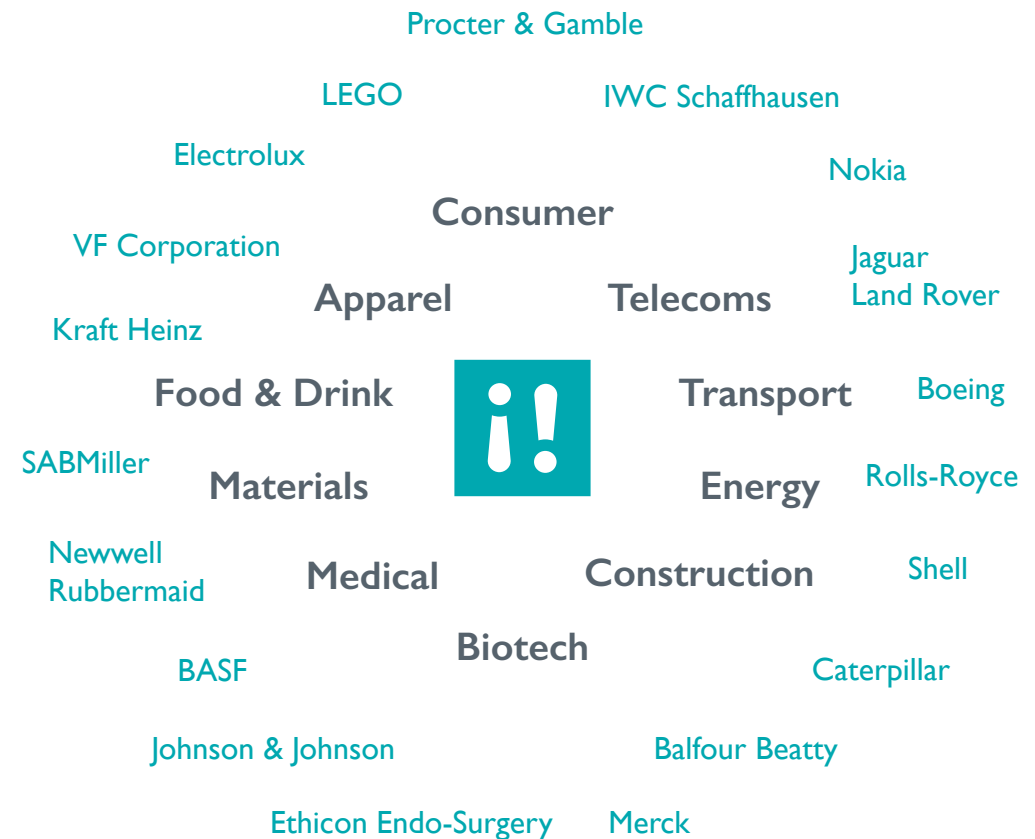 Procter & Gamble
LEGO
IWC Schaffhausen
Electrolux
Nokia
Consumer
VF Corporation
Jaguar
Land Rover
Apparel
Telecoms
Kraft Heinz
Food & Drink
¡!
Transport
Boeing
SABMiller
Materials
Energy
Rolls-Royce
Newwell
Rubbermaid
Medical
Construction
Shell
Biotech
BASF
Caterpillar
Johnson & Johnson
Balfour Beatty
Ethicon Endo-Surgery
Merck